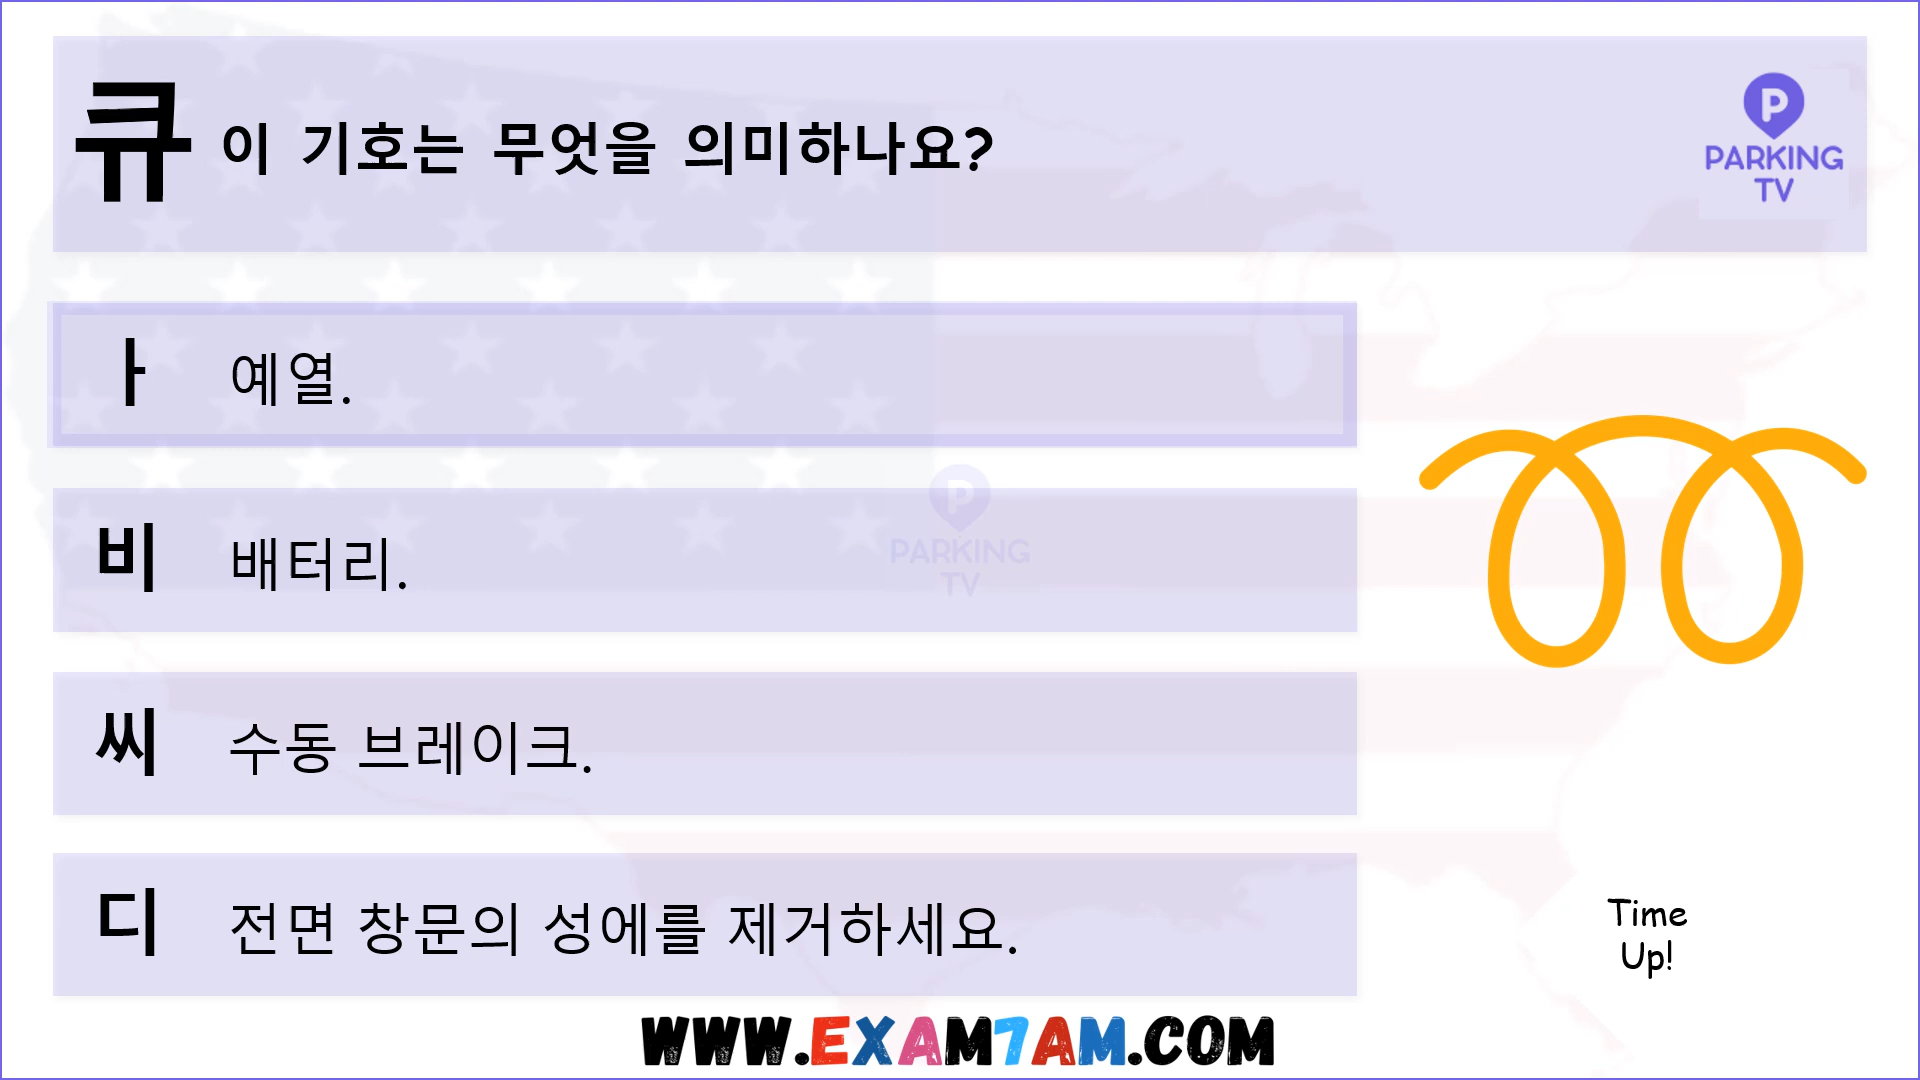 큐 이 기호는 무엇을 의미하나요?
PARKING
TV
ㅏ 예열.
비 배터리.
PARKING
TV
씨 수동 브레이크.
디 전면 창문의 성에를 제거하세요.
Time
Up!
WWW.EXAM7AM.COM